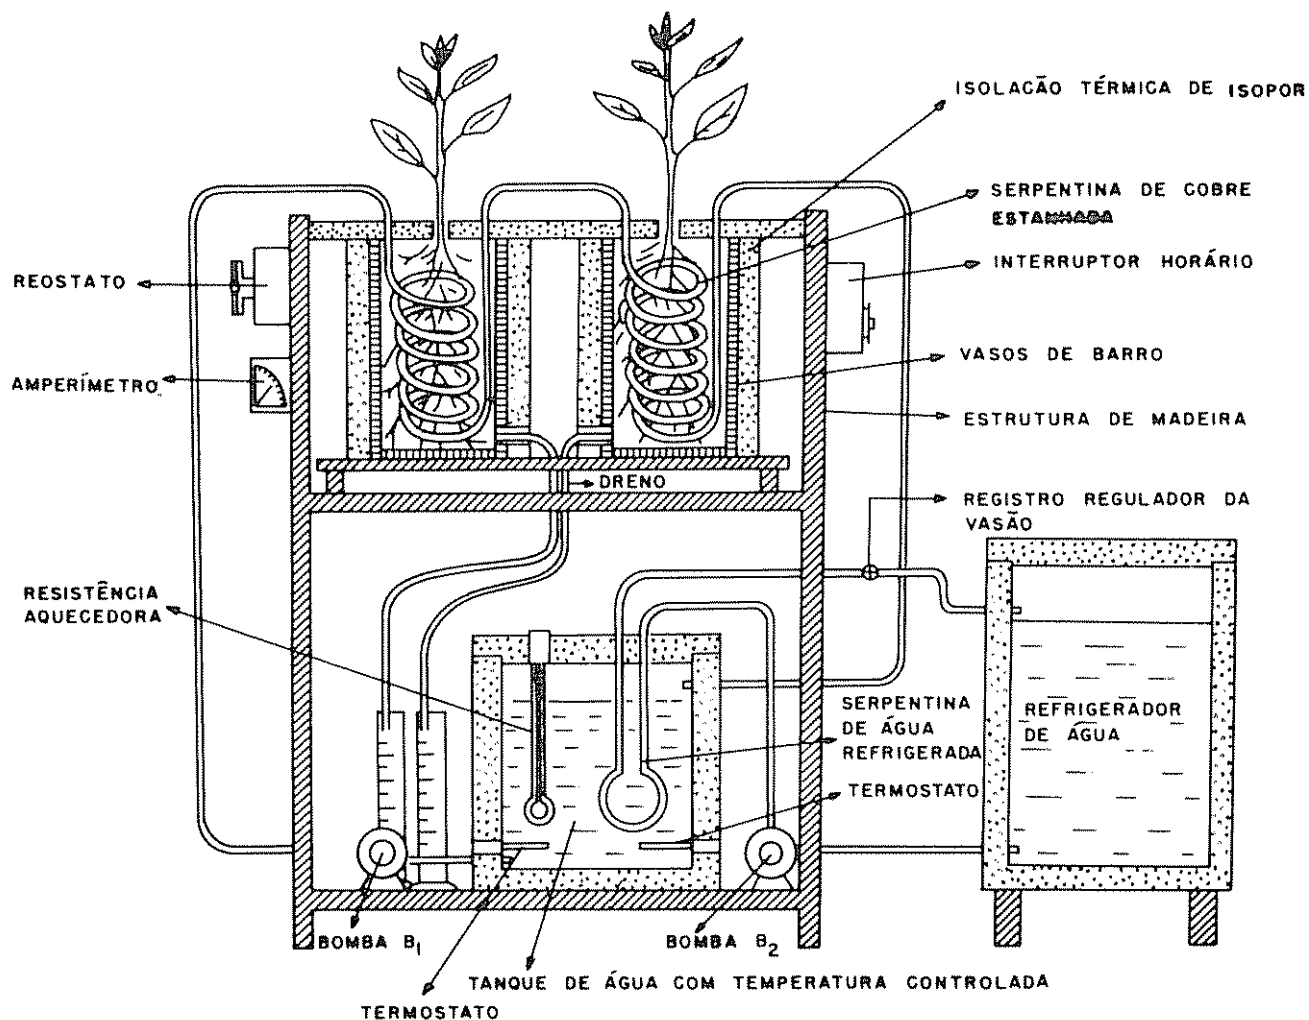 ISOLAÇÃO TÉRMICA DE ISOPOR
SERPENTINA DE COBRE
ESTANHADA
INTERRUPTOR HORÁRIO
REOSTATO
VASOS DE BARRO
AMPERÍMETRO
ESTRUTURA DE MADEIRA
DRENO
REGISTRO REGULADOR DA
VASÃO
RESISTÊNCIA
AQUECEDORA
SERPENTINA
DE ÁGUA
REFRIGERADA
REFRIGERADOR
DE ÁGUA
TERMOSTATO
BOMBA B1
BOMBA B2
TANQUE DE ÁGUA COM TEMPERATURA CONTROLADA
TERMOSTATO